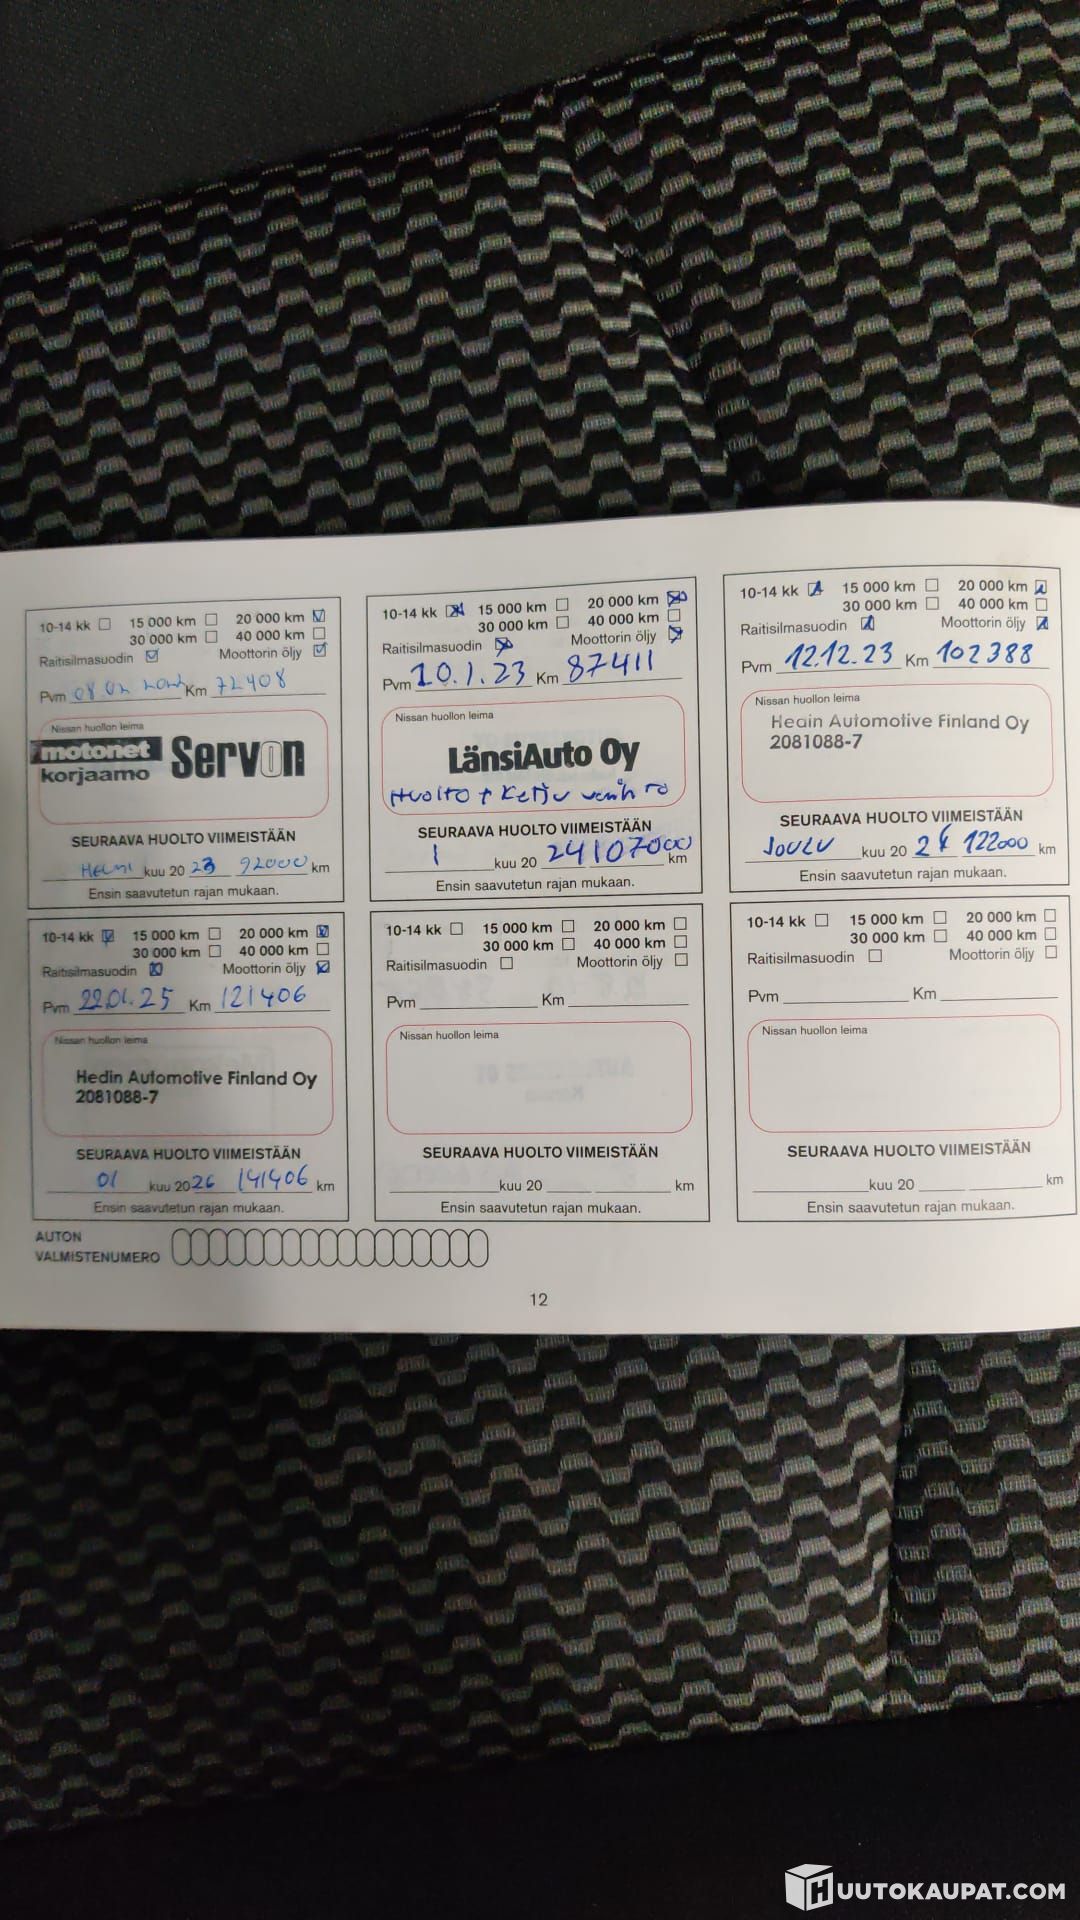 10-14 kk 15 000 km 20 000 km
30 000 km 40 000 km
Raitisilmasuodin Moottorin öljy
Pvm 08.02 Km 72408
Nissan huollon leima
motonet
korjaamo Servon
SEURAAVA HUOLTO VIIMEISTÄÄN
HELMI kuu 20 23 92000 km
Ensin saavutetun rajan mukaan.
10-14 kk 15 000 km 20 000 km
30 000 km 40 000 km
Raitisilmasuodin Moottorin öljy
Pvm 10.1.23 Km 87411
Nissan huollon leima
LänsiAuto Oy
Huolto + Ketju
SEURAAVA HUOLTO VIIMEISTÄÄN
1 kuu 20 24 107000 km
Ensin saavutetun rajan mukaan.
10-14 kk 15 000 km 20 000 km
30 000 km 40 000 km
Raitisilmasuodin Moottorin öljy
Pvm 12.12.23 Km 102388
Nissan huollon leima
Hedin Automotive Finland Oy
2081088-7
SEURAAVA HUOLTO VIIMEISTÄÄN
JOULU kuu 20 24 122000 km
Ensin saavutetun rajan mukaan.
10-14 kk 15 000 km 20 000 km
30 000 km 40 000 km
Raitisilmasuodin Moottorin öljy
Pvm 22.01.25 Km 121406
Nissan huollon leima
Hedin Automotive Finland Oy
2081088-7
SEURAAVA HUOLTO VIIMEISTÄÄN
01 kuu 20 26 141406 km
Ensin saavutetun rajan mukaan.
10-14 kk 15 000 km 20 000 km
30 000 km 40 000 km
Raitisilmasuodin Moottorin öljy
Pvm Km
Nissan huollon leima
SEURAAVA HUOLTO VIIMEISTÄÄN
kuu 20 km
Ensin saavutetun rajan mukaan.
10-14 kk 15 000 km 20 000 km
30 000 km 40 000 km
Raitisilmasuodin Moottorin öljy
Pvm Km
Nissan huollon leima
SEURAAVA HUOLTO VIIMEISTÄÄN
kuu 20 km
Ensin saavutetun rajan mukaan.
AUTON
VALMISTENUMERO
12
HUUTOKAUPAT.COM